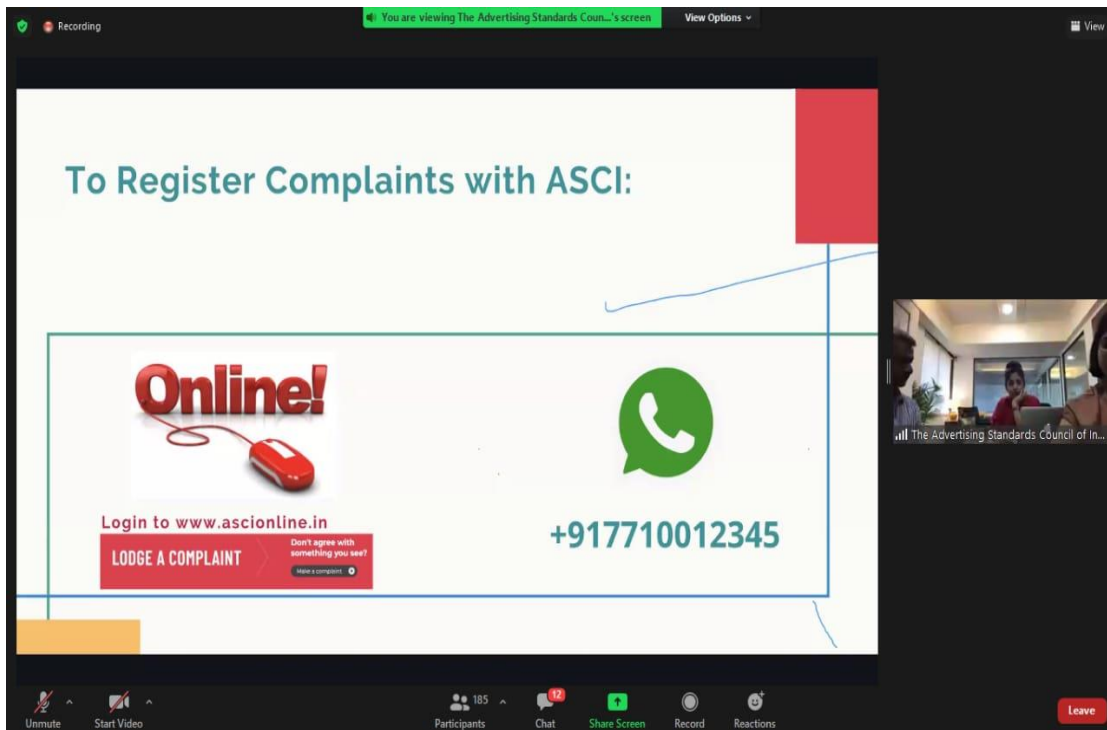 Recording
You are viewing The Advertising Standards Coun...'s screen
View Options
View
To Register Complaints with ASCI:
Online!
Login to www.ascionline.in
LODGE A COMPLAINT
Don't agree with
something you see?
Make a complaint
+917710012345
The Advertising Standards Council of In...
Unmute
Start Video
185
Participants
12
Chat
Share Screen
Record
Reactions
Leave